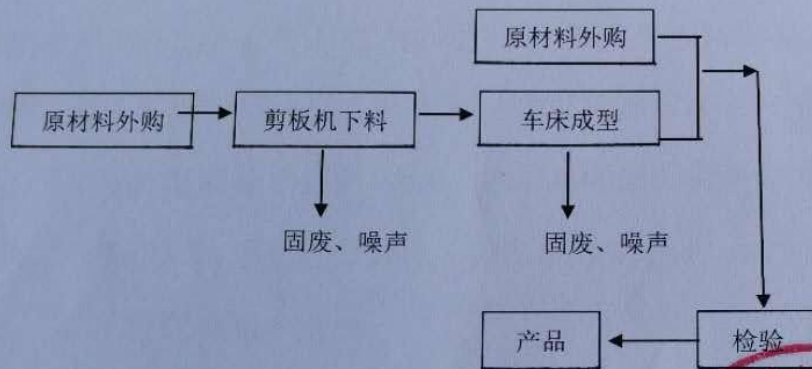 原材料外购
原材料外购
剪板机下料
车床成型
固废、噪声
固废、噪声
产品
检验